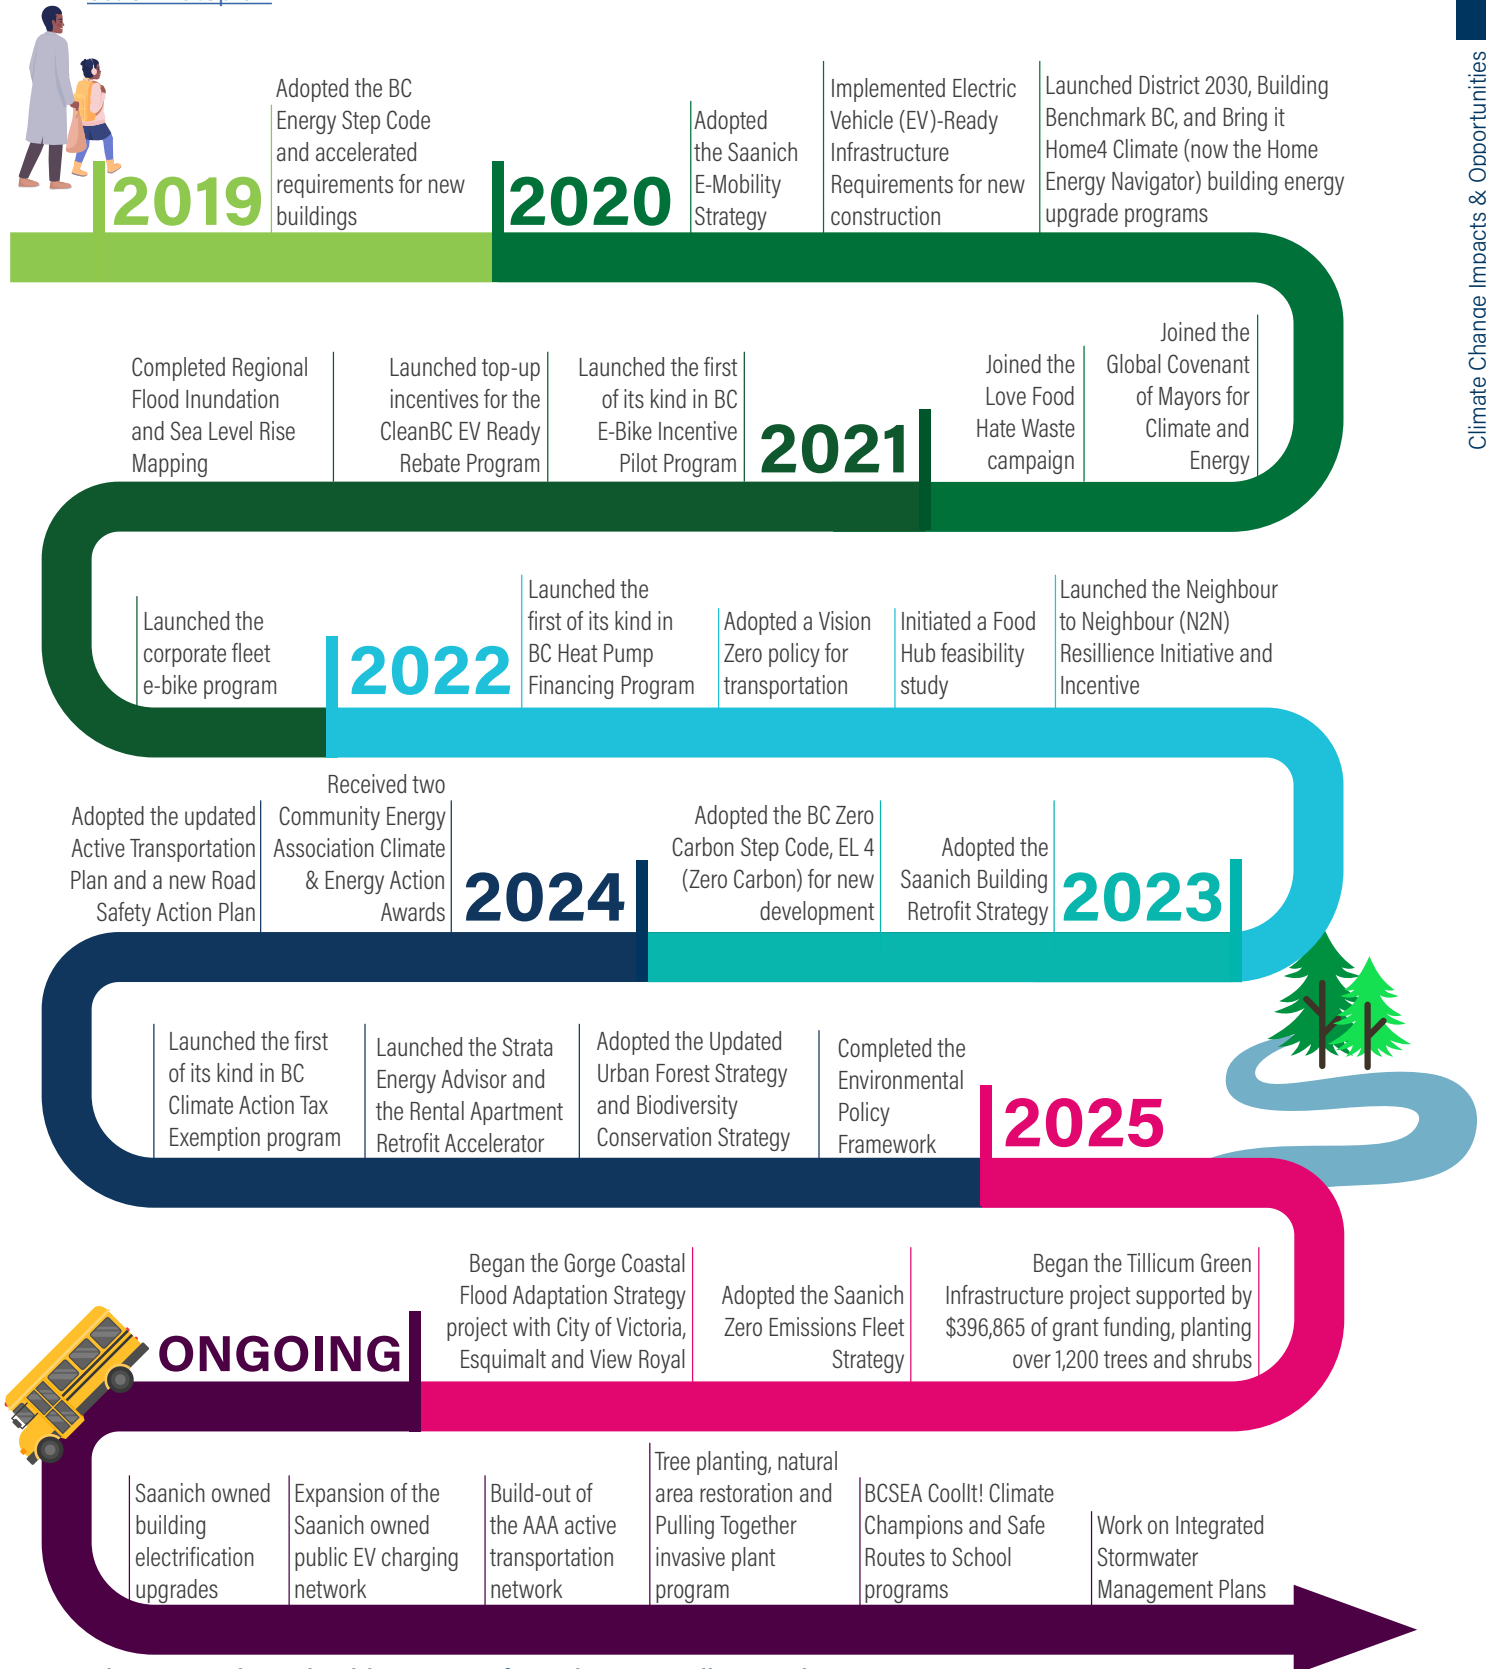 Climate Change Impacts & Opportunities
2019
Adopted the BC
Energy Step Code
and accelerated
requirements for new
buildings
2020
Adopted
the Saanich
E-Mobility
Strategy
Implemented Electric
Vehicle (EV)-Ready
Infrastructure
Requirements for new
construction
Launched District 2030, Building
Benchmark BC, and Bring it
Home4 Climate (now the Home
Energy Navigator) building energy
upgrade programs
Joined the
Global Covenant
of Mayors for
Climate and
Energy
Joined the
Love Food
Hate Waste
campaign
2021
Launched the first
of its kind in BC
E-Bike Incentive
Pilot Program
Launched top-up
incentives for the
CleanBC EV Ready
Rebate Program
Completed Regional
Flood Inundation
and Sea Level Rise
Mapping
Launched the
corporate fleet
e-bike program
2022
Launched the
first of its kind in
BC Heat Pump
Financing Program
Adopted a Vision
Zero policy for
transportation
Initiated a Food
Hub feasibility
study
Launched the Neighbour
to Neighbour (N2N)
Resillience Initiative and
Incentive
2023
Adopted the
Saanich Building
Retrofit Strategy
Adopted the BC Zero
Carbon Step Code, EL 4
(Zero Carbon) for new
development
2024
Received two
Community Energy
Association Climate
& Energy Action
Awards
Adopted the updated
Active Transportation
Plan and a new Road
Safety Action Plan
Launched the first
of its kind in BC
Climate Action Tax
Exemption program
Launched the Strata
Energy Advisor and
the Rental Apartment
Retrofit Accelerator
Adopted the Updated
Urban Forest Strategy
and Biodiversity
Conservation Strategy
Completed the
Environmental
Policy
Framework
2025
Began the Tillicum Green
Infrastructure project supported by
$396,865 of grant funding, planting
over 1,200 trees and shrubs
Adopted the Saanich
Zero Emissions Fleet
Strategy
Began the Gorge Coastal
Flood Adaptation Strategy
project with City of Victoria,
Esquimalt and View Royal
ONGOING
Saanich owned
building
electrification
upgrades
Expansion of the
Saanich owned
public EV charging
network
Build-out of
the AAA active
transportation
network
Tree planting, natural
area restoration and
Pulling Together
invasive plant
program
BCSEA CoolIt! Climate
Champions and Safe
Routes to School
programs
Work on Integrated
Stormwater
Management Plans